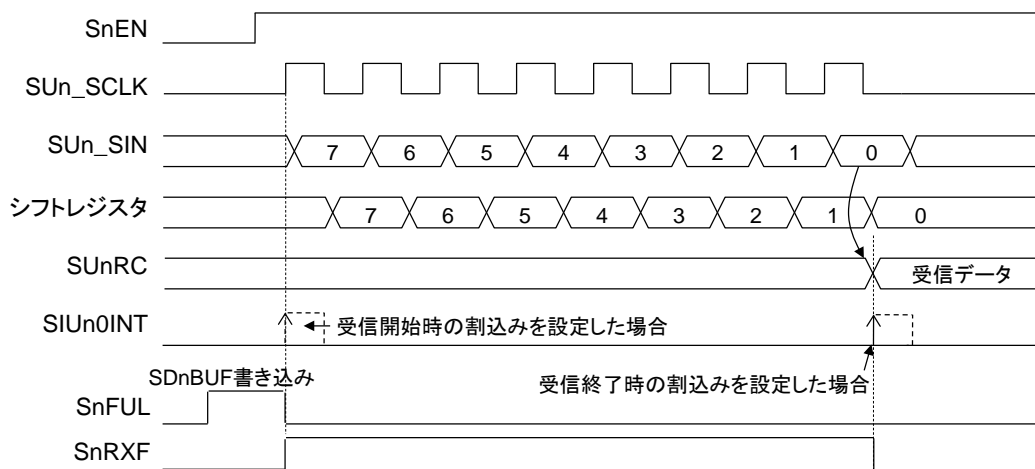 SnEN
SUn_SCLK
SUn_SIN 7 6 5 4 3 2 1 0
シフトレジスタ 7 6 5 4 3 2 1 0
SUnRC 受信データ
SIUn0INT 受信開始時の割込みを設定した場合
受信終了時の割込みを設定した場合
SDnBUF書き込み
SnFUL
SnRXF